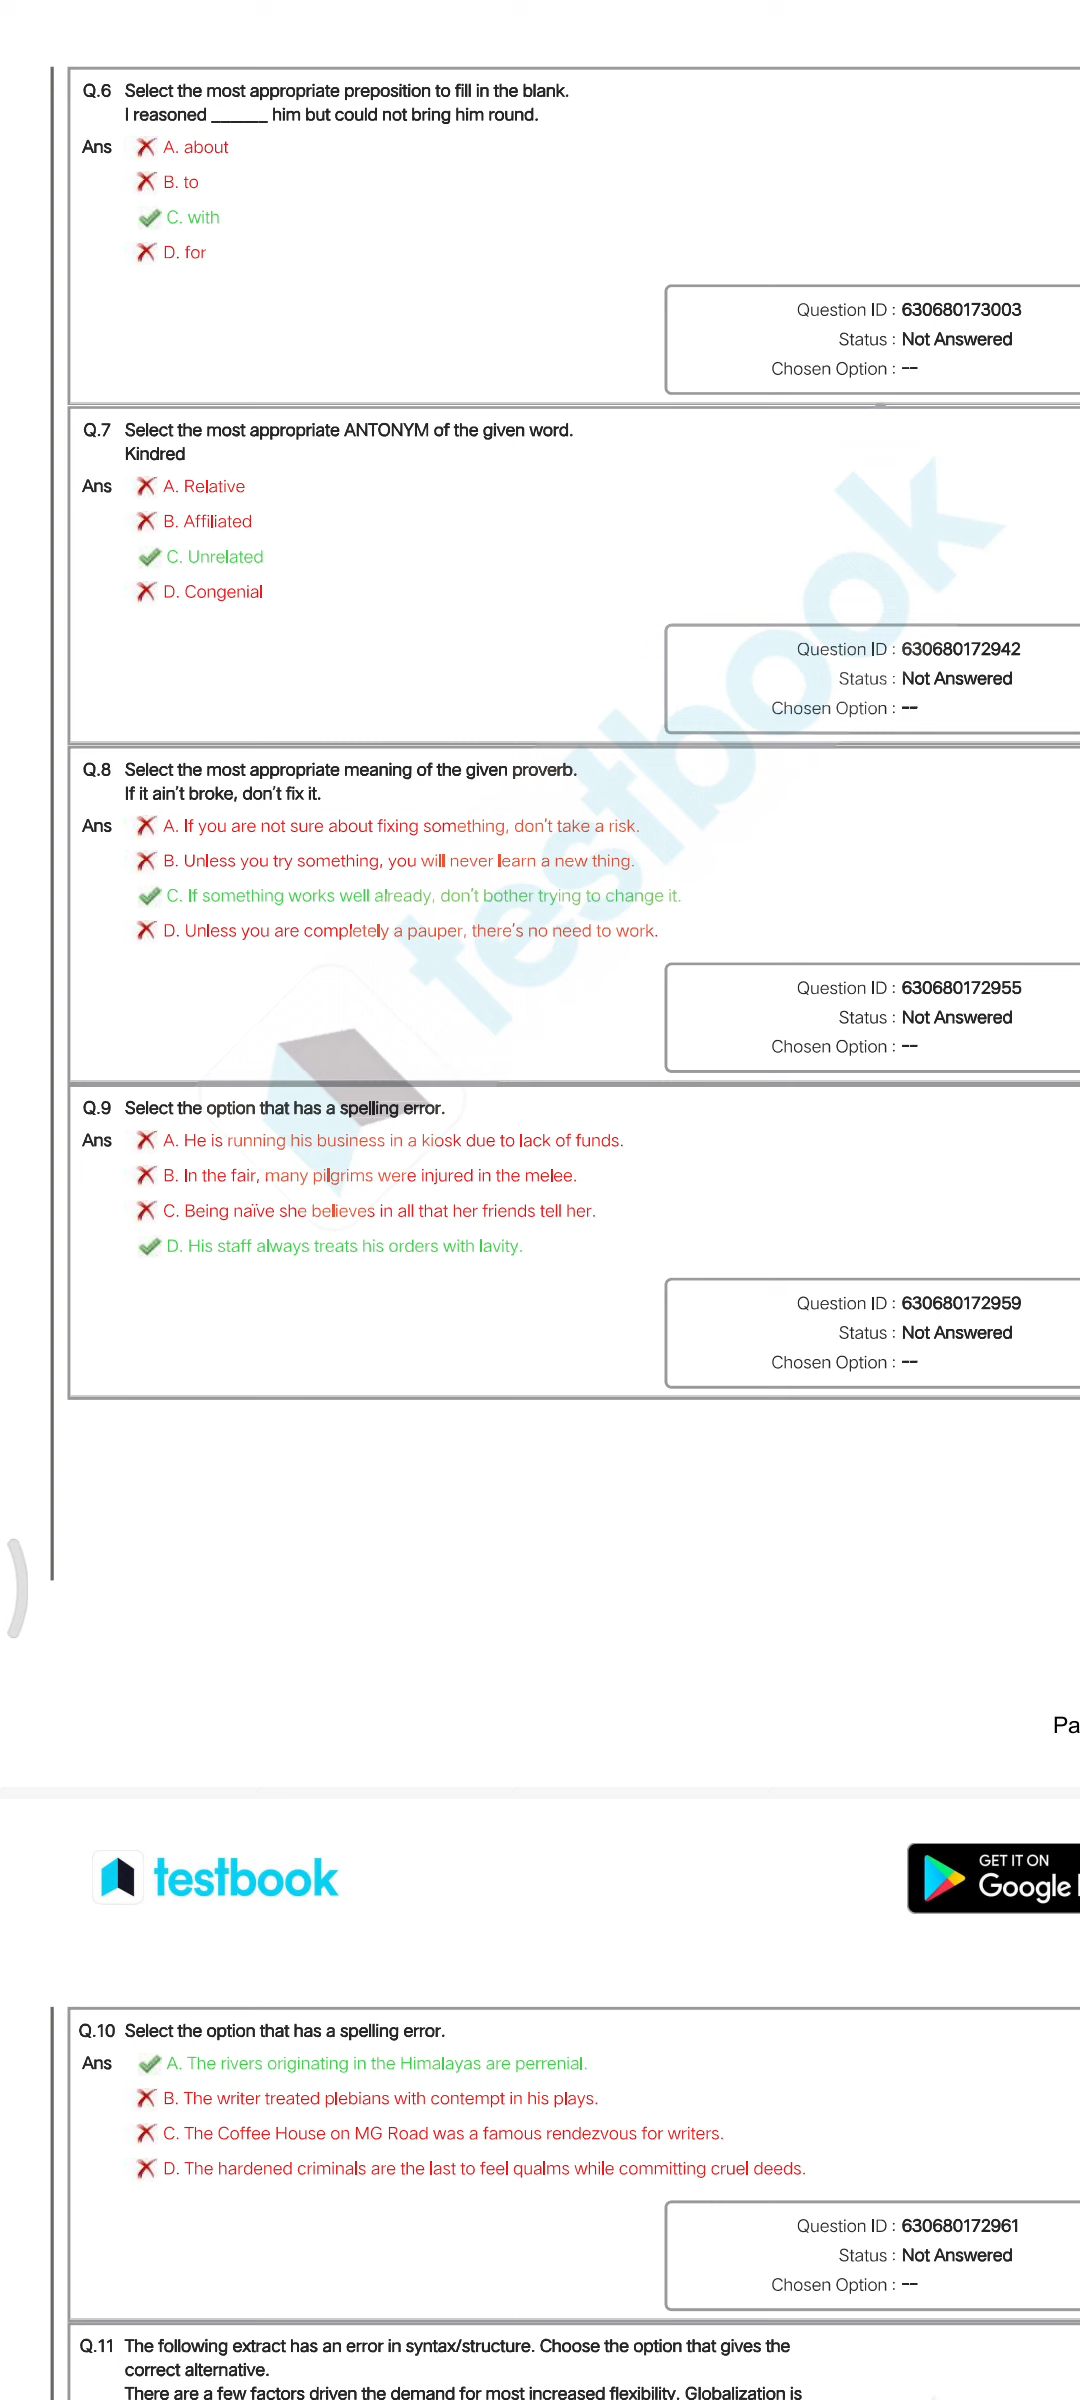 Q.6 Select the most appropriate preposition to fill in the blank.
I reasoned ______ him but could not bring him round.
Ans A. about
B. to
C. with
D. for
Question ID : 630680173003
Status : Not Answered
Chosen Option : --
Q.7 Select the most appropriate ANTONYM of the given word.
Kindred
Ans A. Relative
B. Affiliated
C. Unrelated
D. Congenial
Question ID : 630680172942
Status : Not Answered
Chosen Option : --
Q.8 Select the most appropriate meaning of the given proverb.
If it ain't broke, don't fix it.
Ans A. If you are not sure about fixing something, don't take a risk.
B. Unless you try something, you will never learn a new thing.
C. If something works well already, don't bother trying to change it.
D. Unless you are completely a pauper, there's no need to work.
Question ID : 630680172955
Status : Not Answered
Chosen Option : --
Q.9 Select the option that has a spelling error.
Ans A. He is running his business in a kiosk due to lack of funds.
B. In the fair, many pilgrims were injured in the melee.
C. Being naïve she believes in all that her friends tell her.
D. His staff always treats his orders with lavity.
Question ID : 630680172959
Status : Not Answered
Chosen Option : --
testbook
Pa
testbook
GET IT ON
Google
Q.10 Select the option that has a spelling error.
Ans A. The rivers originating in the Himalayas are perrenial.
B. The writer treated plebians with contempt in his plays.
C. The Coffee House on MG Road was a famous rendezvous for writers.
D. The hardened criminals are the last to feel qualms while committing cruel deeds.
Question ID : 630680172961
Status : Not Answered
Chosen Option : --
Q.11 The following extract has an error in syntax/structure. Choose the option that gives the
correct alternative.
There are a few factors driven the demand for most increased flexibility. Globalization is